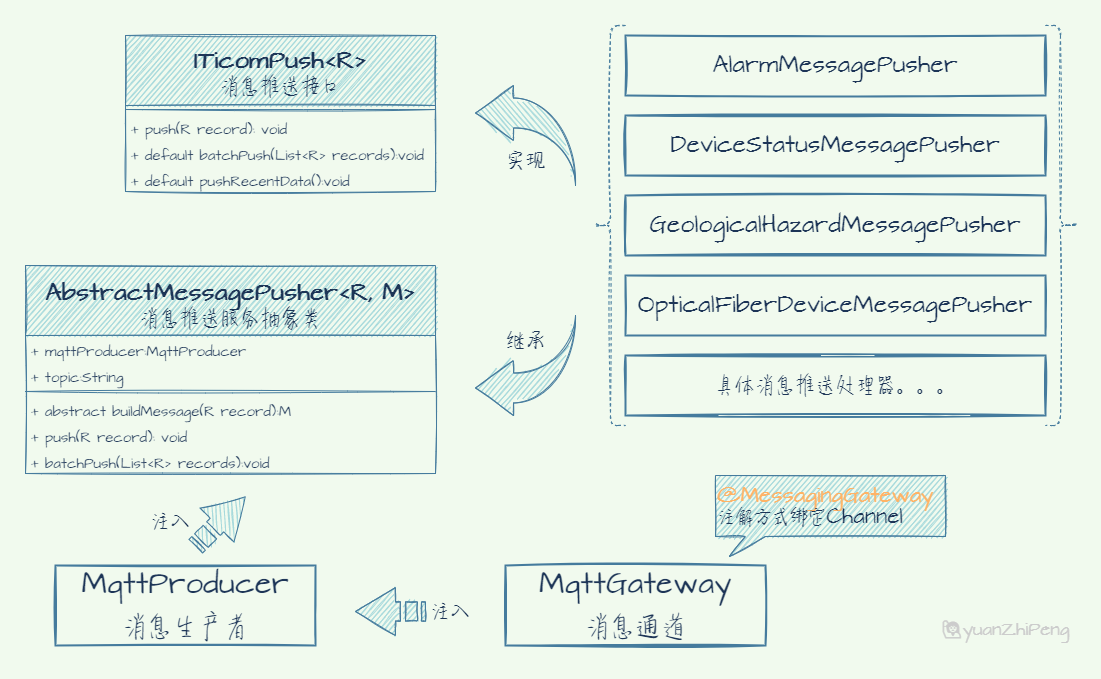 ITicomPush<R>
消息推送接口
+ push(R record): void
+ default batchPush(List<R> records):void
+ default pushRecentData():void
实现
AlarmMessagePusher
DeviceStatusMessagePusher
GeologicalHazardMessagePusher
OpticalFiberDeviceMessagePusher
具体消息推送处理器。。。
AbstractMessagePusher<R, M>
消息推送服务抽象类
+ mqttProducer:MqttProducer
+ topic:String
+ abstract buildMessage(R record):M
+ push(R record): void
+ batchPush(List<R> records):void
继承
@MessagingGateway
注解方式绑定Channel
注入
MqttProducer
消息生产者
注入
MqttGateway
消息通道
yuanZhiPeng